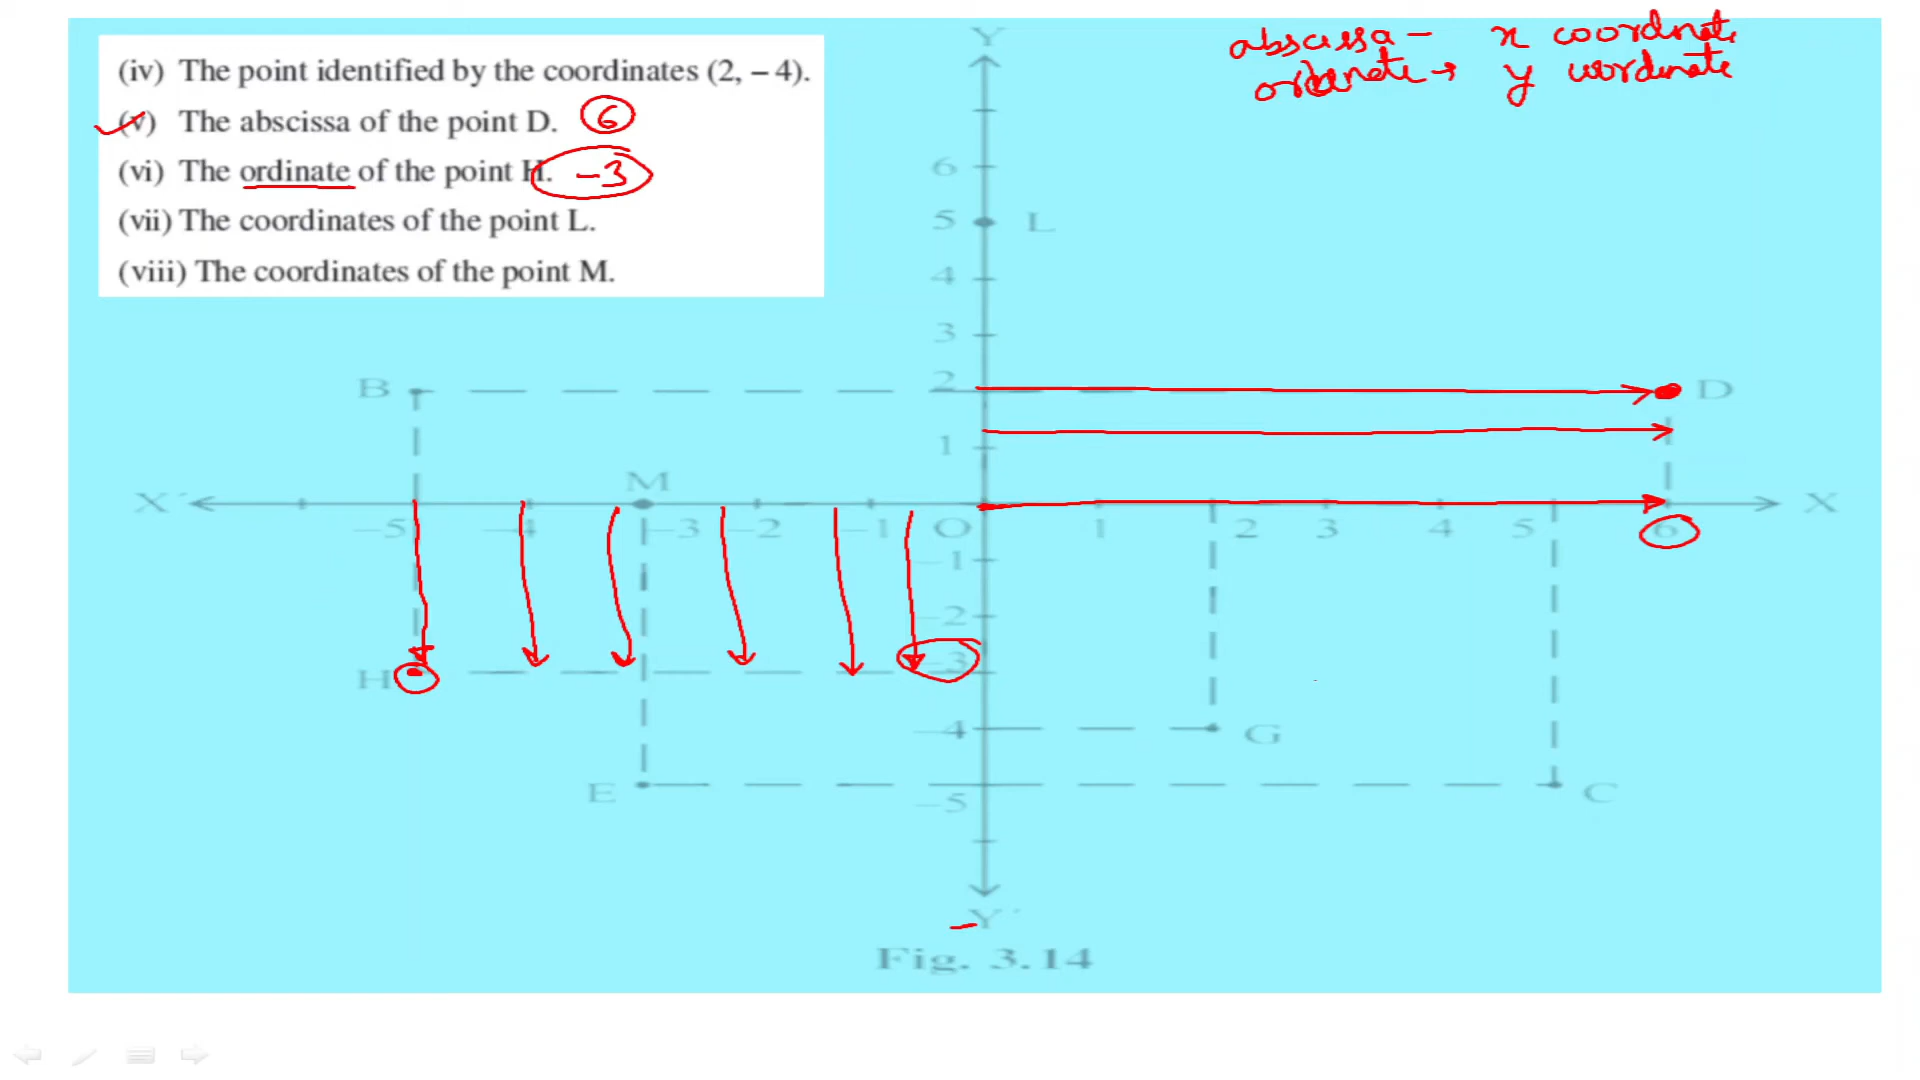 abscissa – x coordnate
ordnate → y coordnate
(iv) The point identified by the coordinates (2, – 4).
(v) The abscissa of the point D. 6
(vi) The ordinate of the point H. -3
(vii) The coordinates of the point L.
(viii) The coordinates of the point M.
Y
6
5 L
4
3
B 2 D
1
M
X´ X
–5 –4 –3 –2 –1 O 1 2 3 4 5 6
–1
–2
–3
H
–4 G
E –5 C
Y´
Fig. 3.14